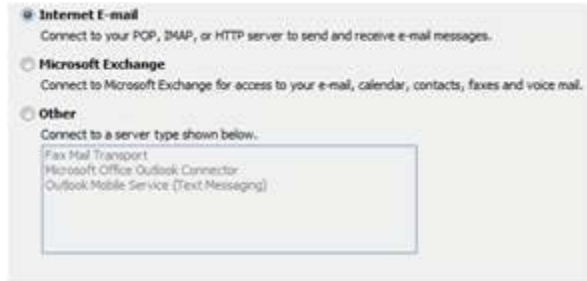 Internet E-mail
Connect to your POP, IMAP, or HTTP server to send and receive e-mail messages.
Microsoft Exchange
Connect to Microsoft Exchange for access to your e-mail, calendar, contacts, faxes and voice mail.
Other
Connect to a server type shown below.
Fax Mail Transport
Microsoft Office Outlook Connector
Outlook Mobile Service (Text Messaging)